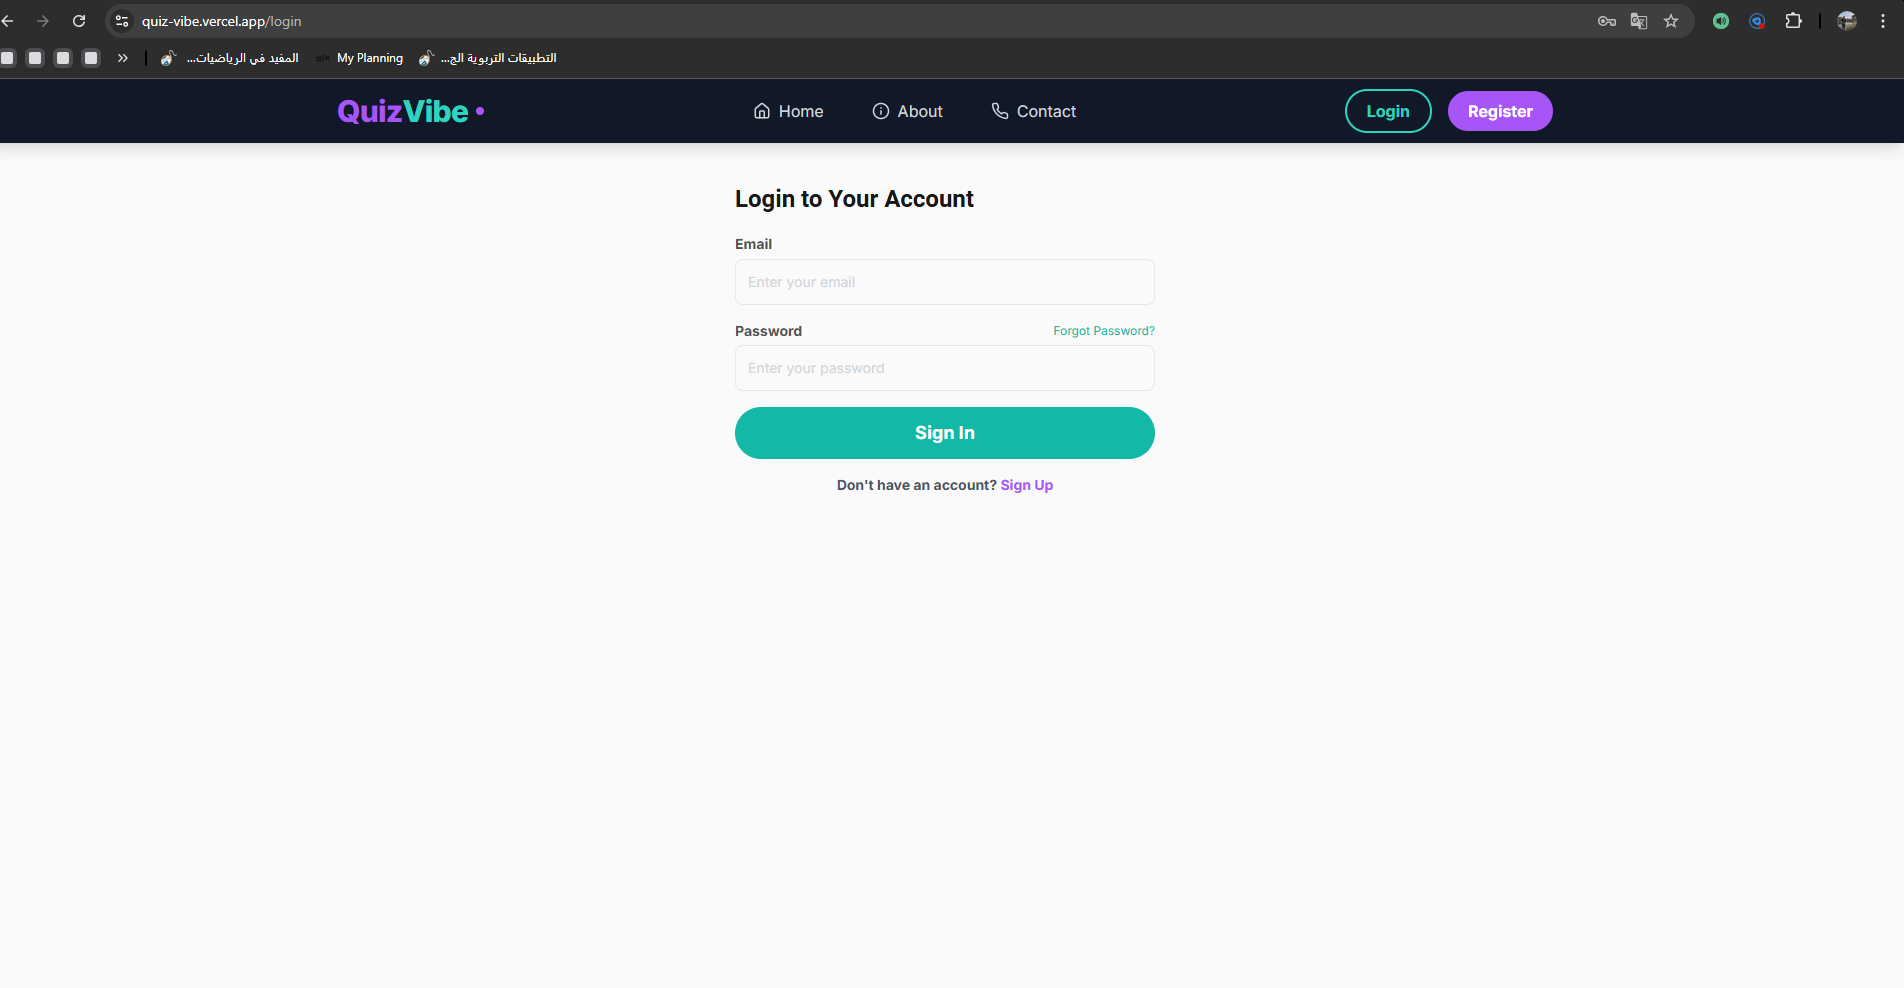 quiz-vibe.vercel.app/login
المفيد في الرياضيات...
My Planning
التطبيقات التربوية الج...
QuizVibe
Home
About
Contact
Login
Register
Login to Your Account
Email
Enter your email
Password
Forgot Password?
Enter your password
Sign In
Don't have an account? Sign Up